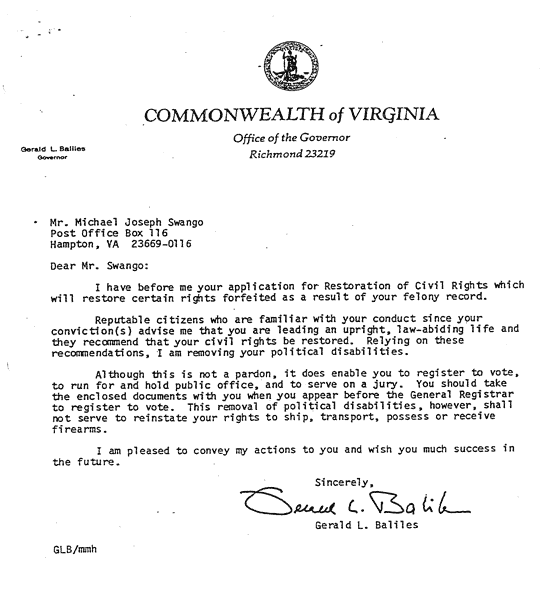 COMMONWEALTH of VIRGINIA
Office of the Governor
Richmond 23219
Gerald L. Baliles
Governor
Mr. Michael Joseph Swango
Post Office Box 116
Hampton, VA 23669-0116
Dear Mr. Swango:
I have before me your application for Restoration of Civil Rights which
will restore certain rights forfeited as a result of your felony record.
Reputable citizens who are familiar with your conduct since your
conviction(s) advise me that you are leading an upright, law-abiding life and
they recommend that your civil rights be restored. Relying on these
recommendations, I am removing your political disabilities.
Although this is not a pardon, it does enable you to register to vote,
to run for and hold public office, and to serve on a jury. You should take
the enclosed documents with you when you appear before the General Registrar
to register to vote. This removal of political disabilities, however, shall
not serve to reinstate your rights to ship, transport, possess or receive
firearms.
I am pleased to convey my actions to you and wish you much success in
the future.
Sincerely,
Gerald L. Baliles
Gerald L. Baliles
GLB/mmh